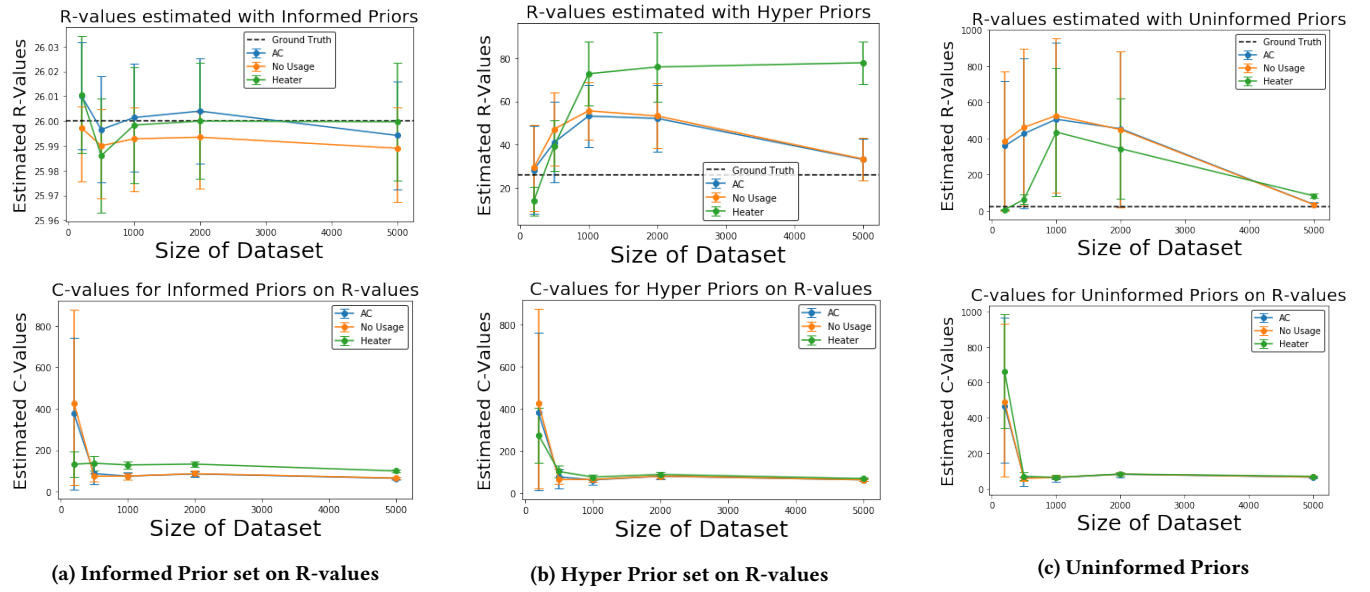 R-values estimated with Informed Priors
Estimated R-Values
26.03
26.02
26.01
26.00
25.99
25.98
25.97
25.96
Ground Truth
AC
No Usage
Heater
0 1000 2000 3000 4000 5000
Size of Dataset
R-values estimated with Hyper Priors
Estimated R-Values
80
60
40
20
Ground Truth
AC
No Usage
Heater
0 1000 2000 3000 4000 5000
Size of Dataset
R-values estimated with Uninformed Priors
Estimated R-Values
1000
800
600
400
200
0
Ground Truth
AC
No Usage
Heater
0 1000 2000 3000 4000 5000
Size of Dataset
C-values for Informed Priors on R-values
Estimated C-Values
800
600
400
200
0
AC
No Usage
Heater
0 1000 2000 3000 4000 5000
Size of Dataset
C-values for Hyper Priors on R-values
Estimated C-Values
800
600
400
200
0
AC
No Usage
Heater
0 1000 2000 3000 4000 5000
Size of Dataset
C-values for Uninformed Priors on R-values
Estimated C-Values
1000
800
600
400
200
0
AC
No Usage
Heater
0 1000 2000 3000 4000 5000
Size of Dataset
(a) Informed Prior set on R-values
(b) Hyper Prior set on R-values
(c) Uninformed Priors